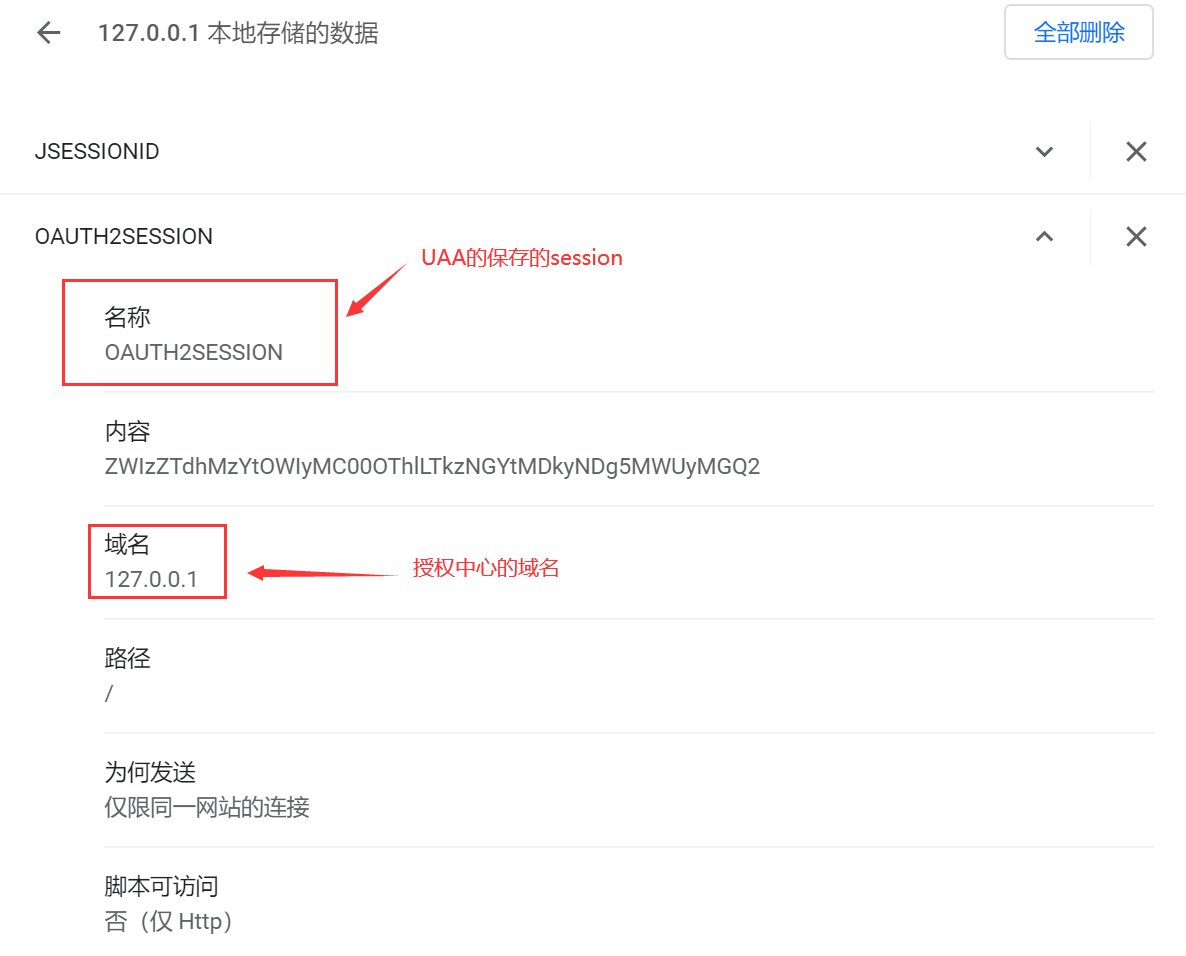 127.0.0.1 本地存储的数据
全部删除
JSESSIONID
OAUTH2SESSION
UAA的保存的session
名称
OAUTH2SESSION
内容
ZWIzZTdhMzYtOWIyMC00OThlLTkzNGYtMDkyNDg5MWUyMGQ2
域名
127.0.0.1
授权中心的域名
路径
/
为何发送
仅限同一网站的连接
脚本可访问
否（仅 Http）